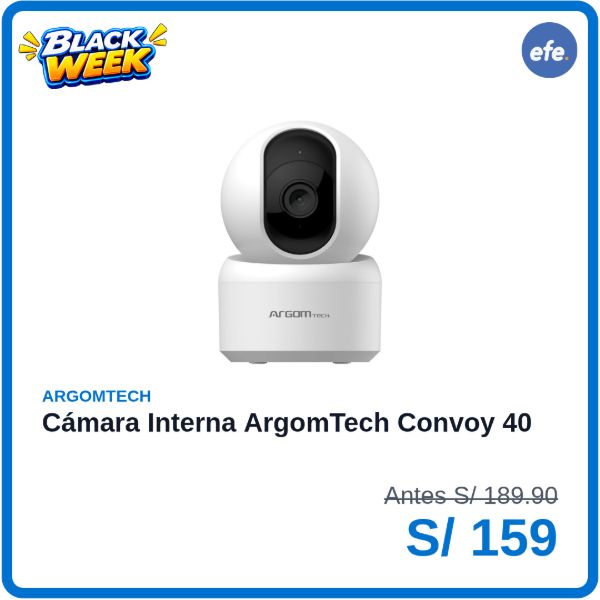 BLACK
WEEK
efe.
ARGOMTECH
ARGOMTECH
Cámara Interna ArgomTech Convoy 40
Antes S/ 189.90
S/ 159